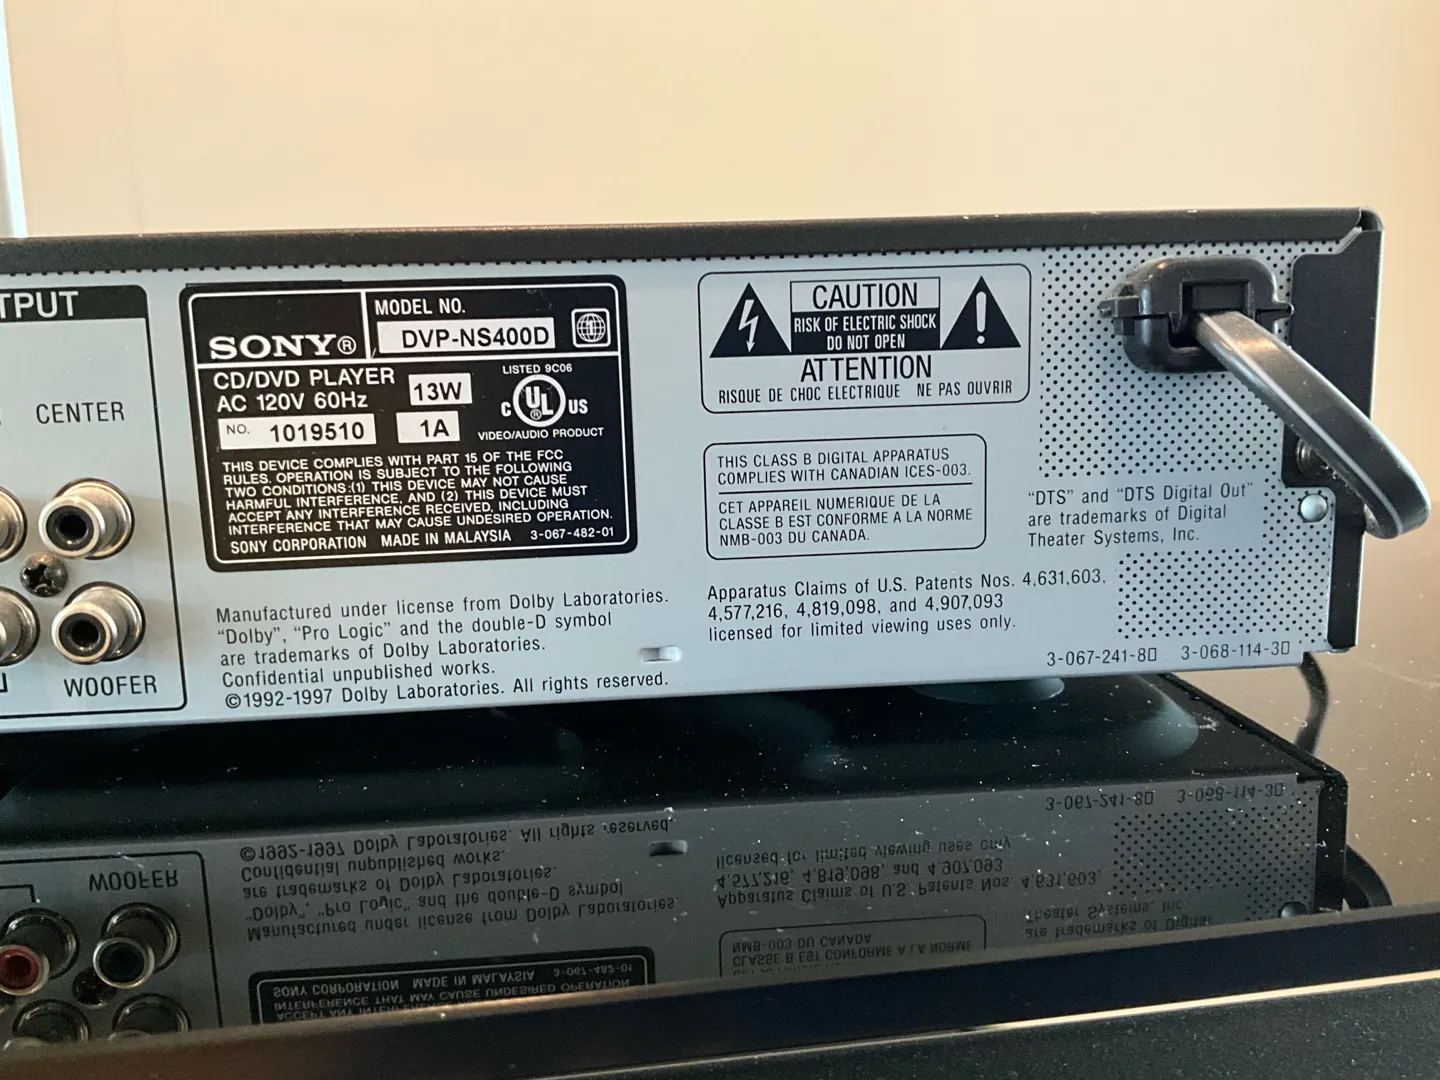 TPUT
CENTER
WOOFER
SONY®
MODEL NO.
DVP-NS400D
CD/DVD PLAYER
AC 120V 60Hz
13W
NO. 1019510
1A
LISTED 9C06
C UL® US
VIDEO/AUDIO PRODUCT
THIS DEVICE COMPLIES WITH PART 15 OF THE FCC
RULES. OPERATION IS SUBJECT TO THE FOLLOWING
TWO CONDITIONS:(1) THIS DEVICE MAY NOT CAUSE
HARMFUL INTERFERENCE, AND (2) THIS DEVICE MUST
ACCEPT ANY INTERFERENCE RECEIVED, INCLUDING
INTERFERENCE THAT MAY CAUSE UNDESIRED OPERATION.
SONY CORPORATION MADE IN MALAYSIA 3-067-482-01
Manufactured under license from Dolby Laboratories.
"Dolby", "Pro Logic" and the double-D symbol
are trademarks of Dolby Laboratories.
Confidential unpublished works.
©1992-1997 Dolby Laboratories. All rights reserved.
CAUTION
RISK OF ELECTRIC SHOCK
DO NOT OPEN
ATTENTION
RISQUE DE CHOC ELECTRIQUE NE PAS OUVRIR
THIS CLASS B DIGITAL APPARATUS
COMPLIES WITH CANADIAN ICES-003.
CET APPAREIL NUMERIQUE DE LA
CLASSE B EST CONFORME A LA NORME
NMB-003 DU CANADA.
"DTS" and "DTS Digital Out"
are trademarks of Digital
Theater Systems, Inc.
Apparatus Claims of U.S. Patents Nos. 4,631,603,
4,577,216, 4,819,098, and 4,907,093
licensed for limited viewing uses only.
3-067-241-8□ 3-068-114-3□